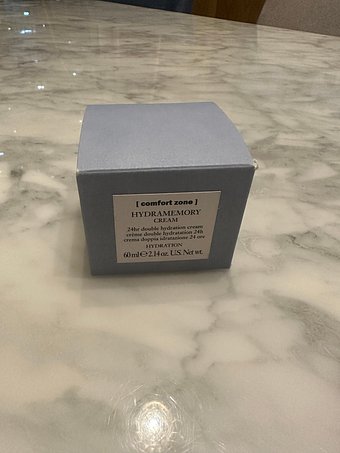 [ comfort zone ]
HYDRAMEMORY
CREAM
24hr double hydration cream
crème double hydratation 24h
crema doppia idratazione 24 ore
HYDRATION
60 ml ℮ 2.14 oz. U.S. Net wt.